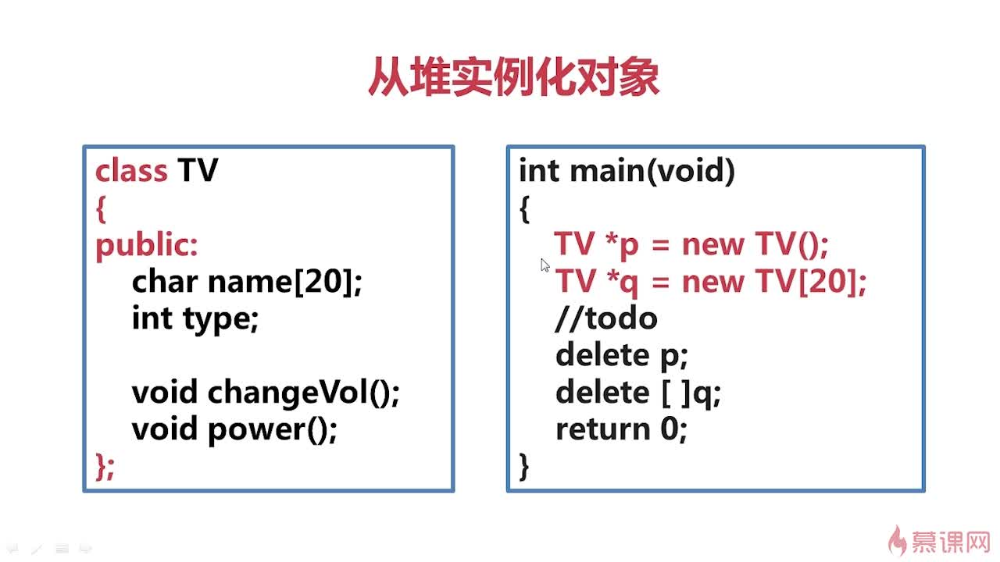 从堆实例化对象
class TV
{
public:
char name[20];
int type;
void changeVol();
void power();
};
int main(void)
{
TV *p = new TV();
TV *q = new TV[20];
//todo
delete p;
delete [ ]q;
return 0;
}
慕课网